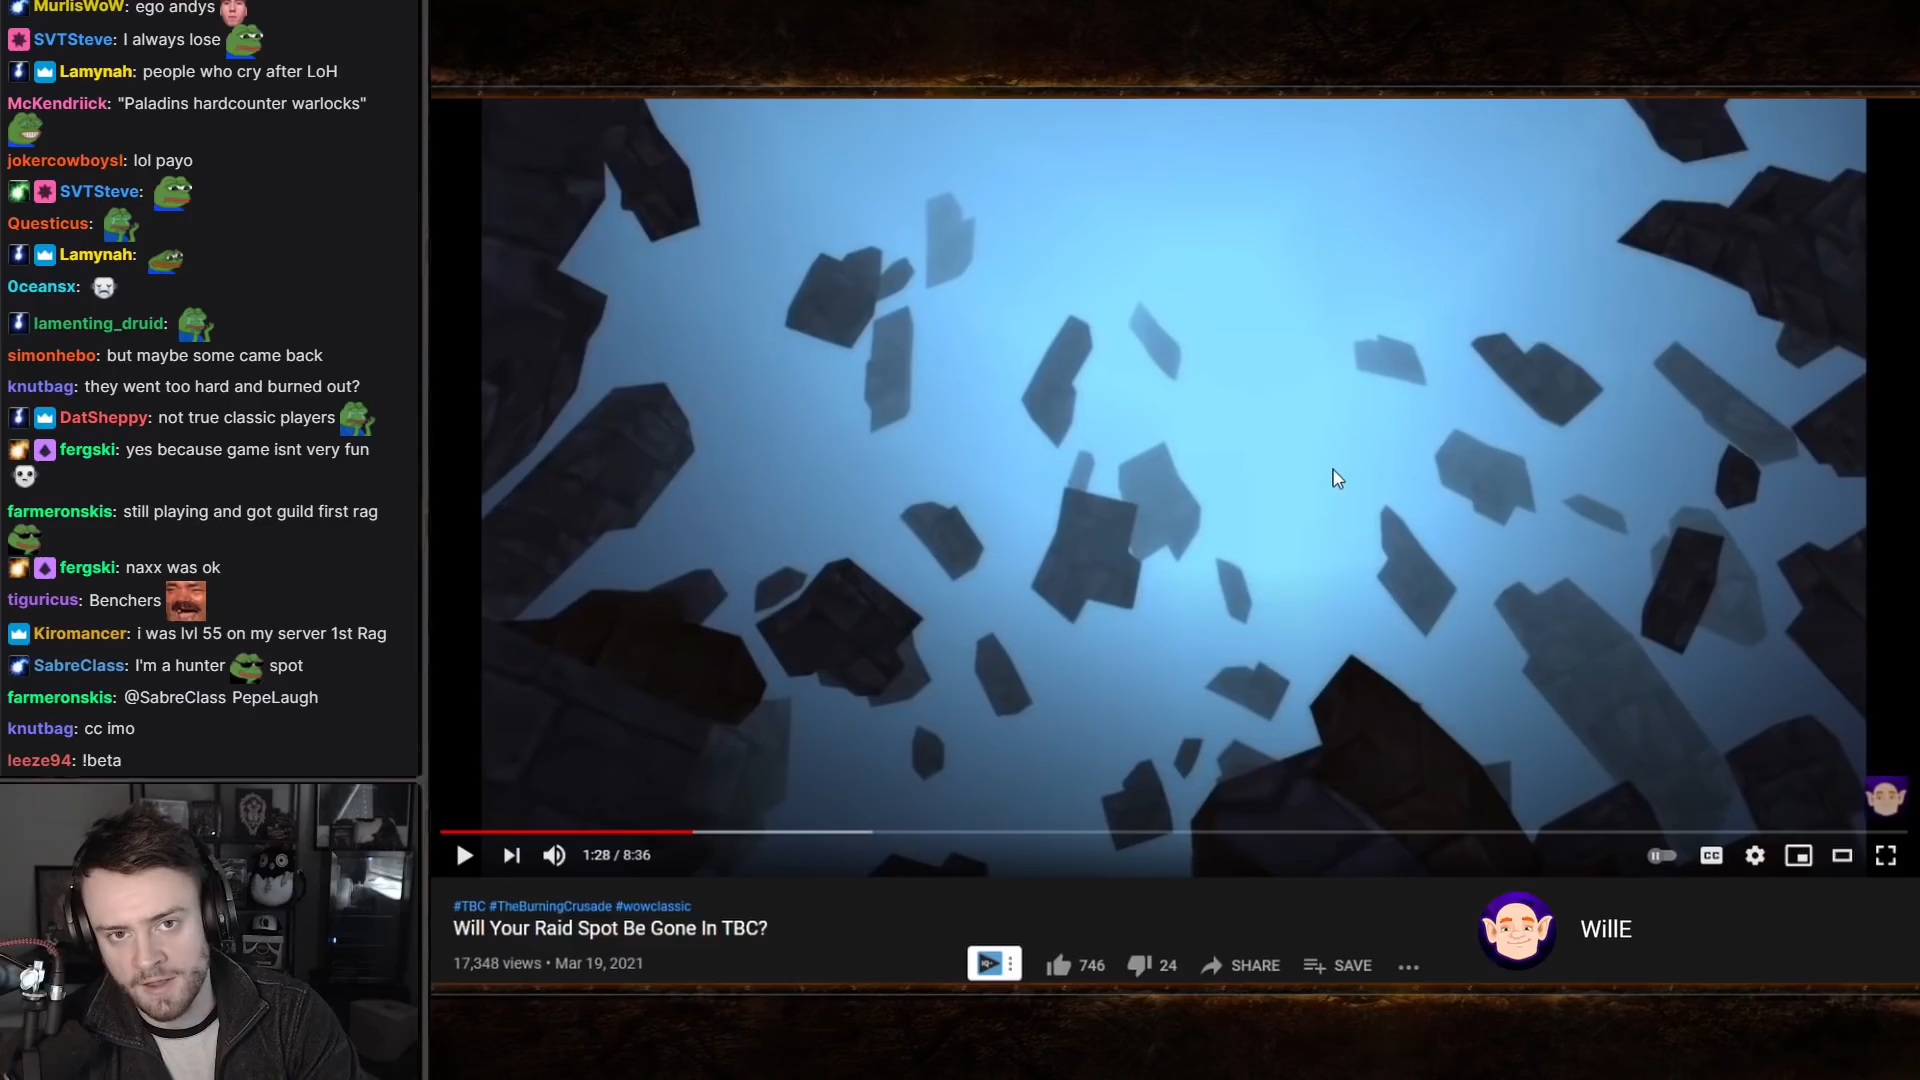 MurlisWoW: ego andys
SVTSteve: I always lose
Lamynah: people who cry after LoH
McKendriick: "Paladins hardcounter warlocks"
jokercowboysl: lol payo
SVTSteve:
Questicus:
Lamynah:
0ceansx:
lamenting_druid:
simonhebo: but maybe some came back
knutbag: they went too hard and burned out?
DatSheppy: not true classic players
fergski: yes because game isnt very fun
farmeronskis: still playing and got guild first rag
fergski: naxx was ok
tiguricus: Benchers
Kiromancer: i was lvl 55 on my server 1st Rag
SabreClass: I'm a hunter spot
farmeronskis: @SabreClass PepeLaugh
knutbag: cc imo
leeze94: !beta
1:28 / 8:36
CC
#TBC #TheBurningCrusade #wowclassic
Will Your Raid Spot Be Gone In TBC?
17,348 views • Mar 19, 2021
746
24
SHARE
SAVE
WillE